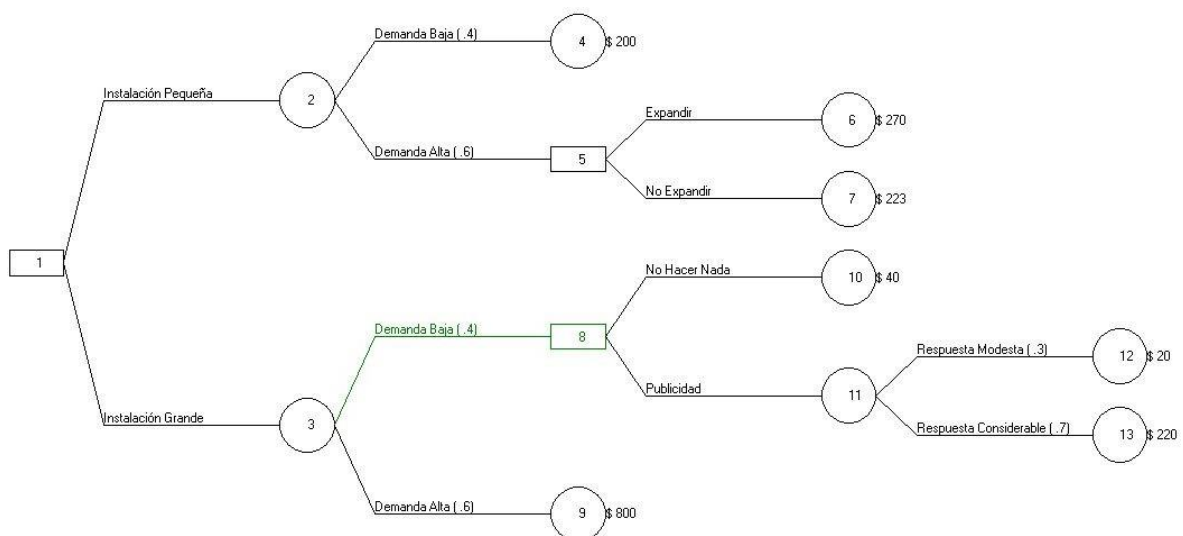 Demanda Baja ( .4)
4 $ 200
Instalación Pequeña
2
Expandir
6 $ 270
Demanda Alta ( .6)
5
No Expandir
7 $ 223
1
No Hacer Nada
10 $ 40
Demanda Baja ( .4)
8
Respuesta Modesta ( .3)
12 $ 20
Publicidad
11
Instalación Grande
3
Respuesta Considerable ( .7)
13 $ 220
Demanda Alta ( .6)
9 $ 800